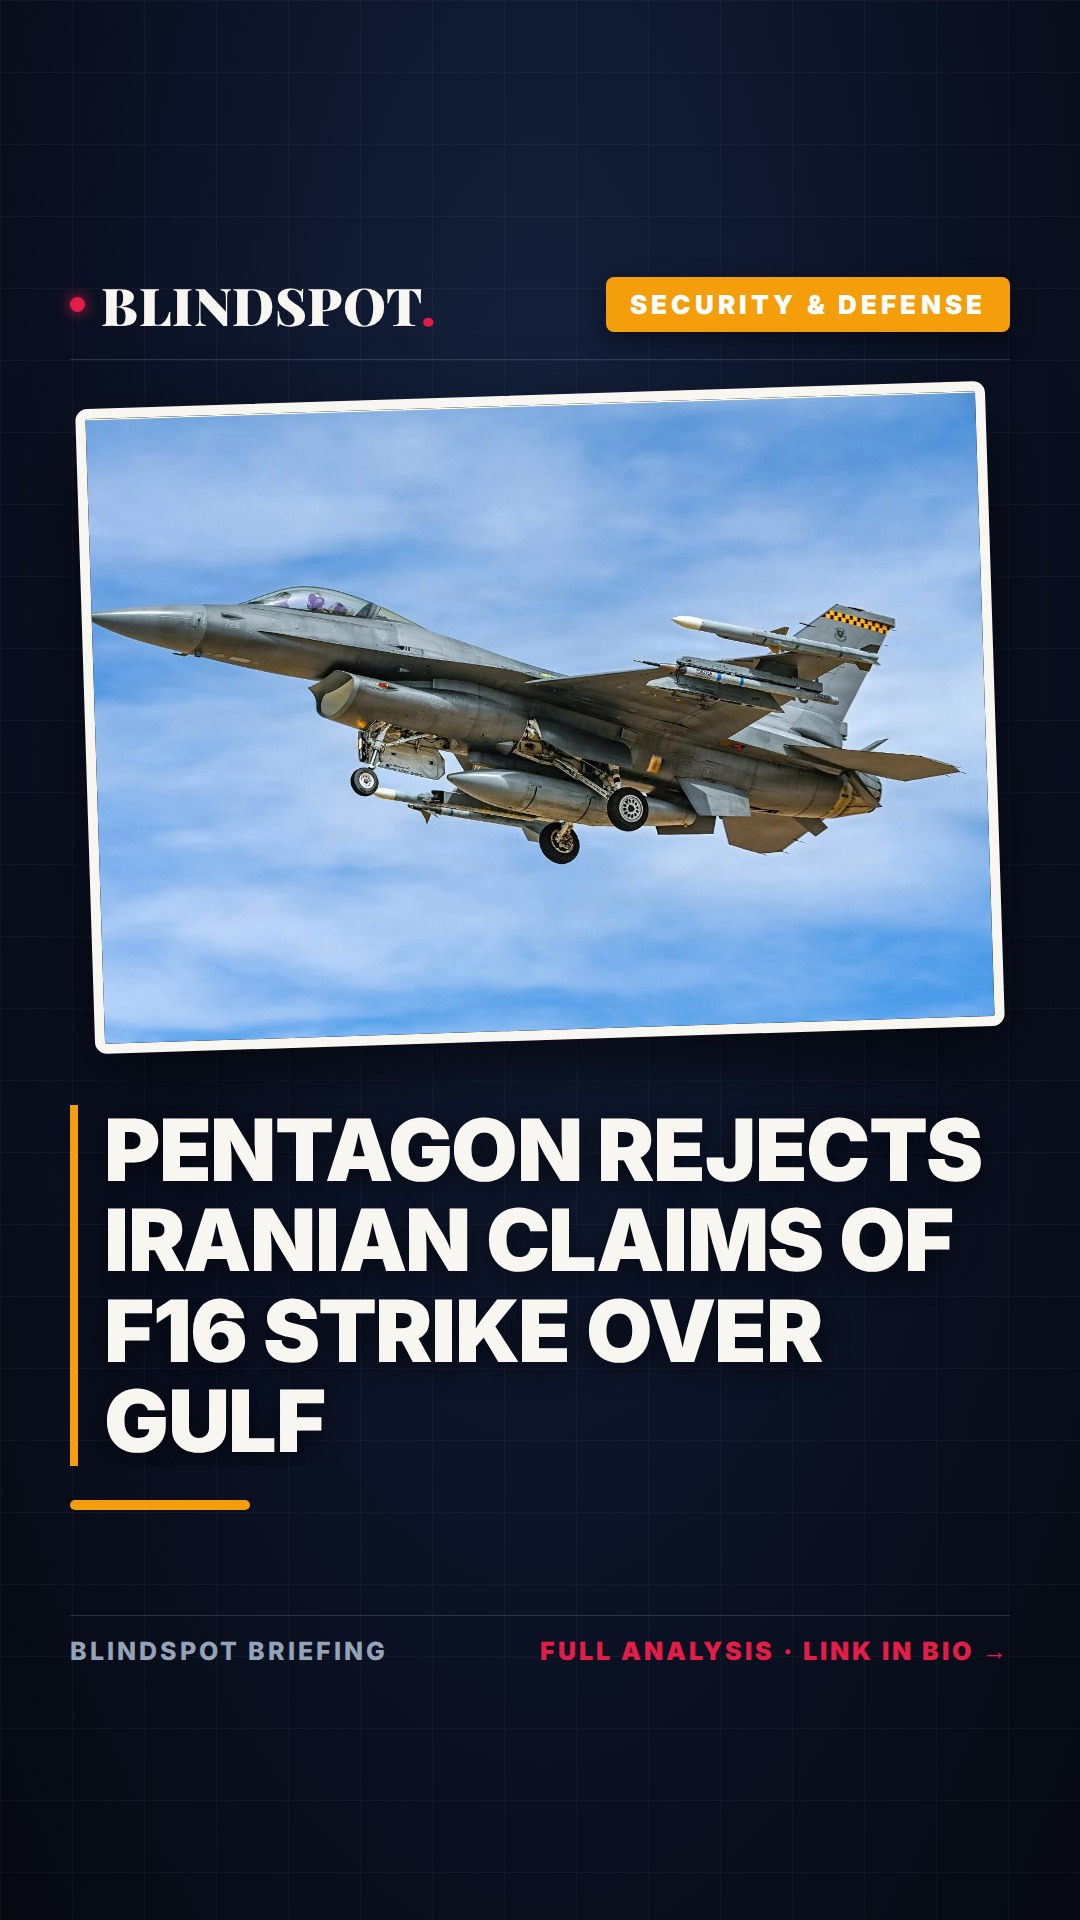 BLINDSPOT.
SECURITY & DEFENSE
PENTAGON REJECTS
IRANIAN CLAIMS OF
F16 STRIKE OVER
GULF
BLINDSPOT BRIEFING
FULL ANALYSIS · LINK IN BIO →